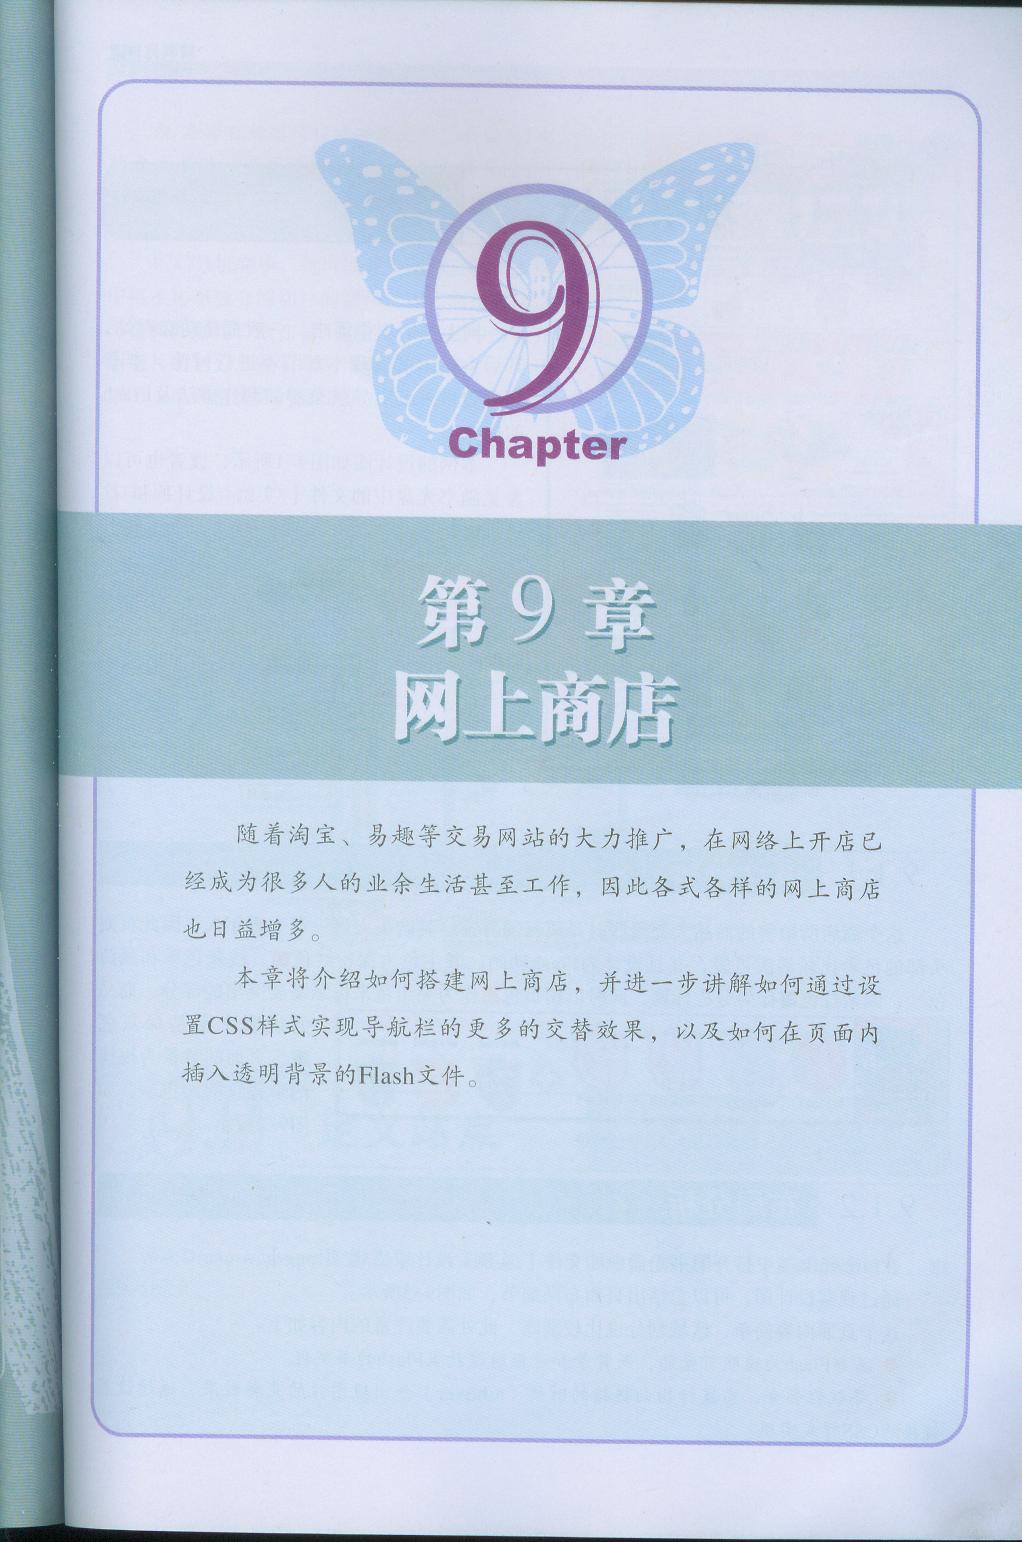 9
Chapter
第 9 章
网上商店
随着淘宝、易趣等交易网站的大力推广，在网络上开店已
经成为很多人的业余生活甚至工作，因此各式各样的网上商店
也日益增多。
本章将介绍如何搭建网上商店，并进一步讲解如何通过设
置CSS样式实现导航栏的更多的交替效果，以及如何在页面内
插入透明背景的Flash文件。